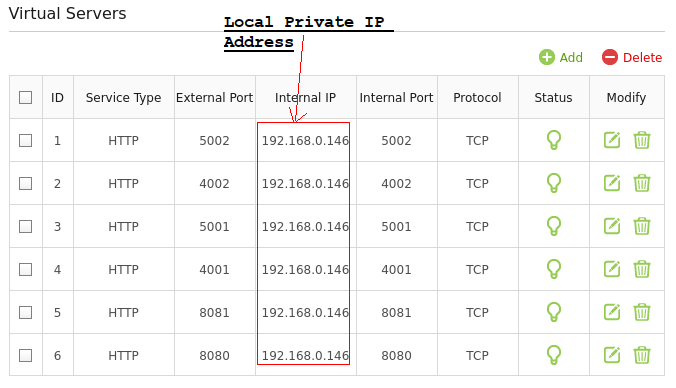 Virtual Servers
Local Private IP
Address
Add Delete
ID Service Type External Port Internal IP Internal Port Protocol Status Modify
1 HTTP 5002 192.168.0.146 5002 TCP
2 HTTP 4002 192.168.0.146 4002 TCP
3 HTTP 5001 192.168.0.146 5001 TCP
4 HTTP 4001 192.168.0.146 4001 TCP
5 HTTP 8081 192.168.0.146 8081 TCP
6 HTTP 8080 192.168.0.146 8080 TCP